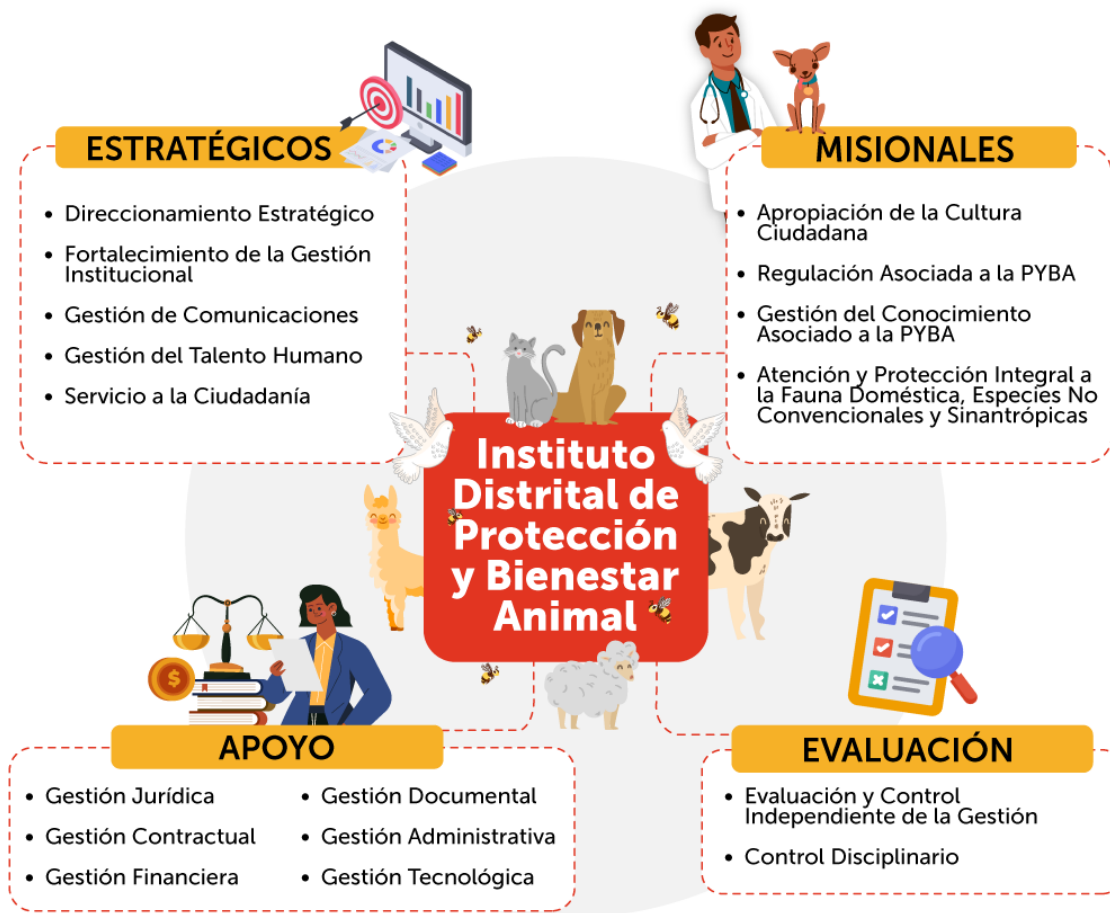 ESTRATÉGICOS
• Direccionamiento Estratégico
• Fortalecimiento de la Gestión
Institucional
• Gestión de Comunicaciones
• Gestión del Talento Humano
• Servicio a la Ciudadanía
MISIONALES
• Apropiación de la Cultura
Ciudadana
• Regulación Asociada a la PYBA
• Gestión del Conocimiento
Asociado a la PYBA
• Atención y Protección Integral a
la Fauna Doméstica, Especies No
Convencionales y Sinantrópicas
Instituto
Distrital de
Protección
y Bienestar
Animal
$
APOYO
• Gestión Jurídica
• Gestión Contractual
• Gestión Financiera
• Gestión Documental
• Gestión Administrativa
• Gestión Tecnológica
EVALUACIÓN
• Evaluación y Control
Independiente de la Gestión
• Control Disciplinario